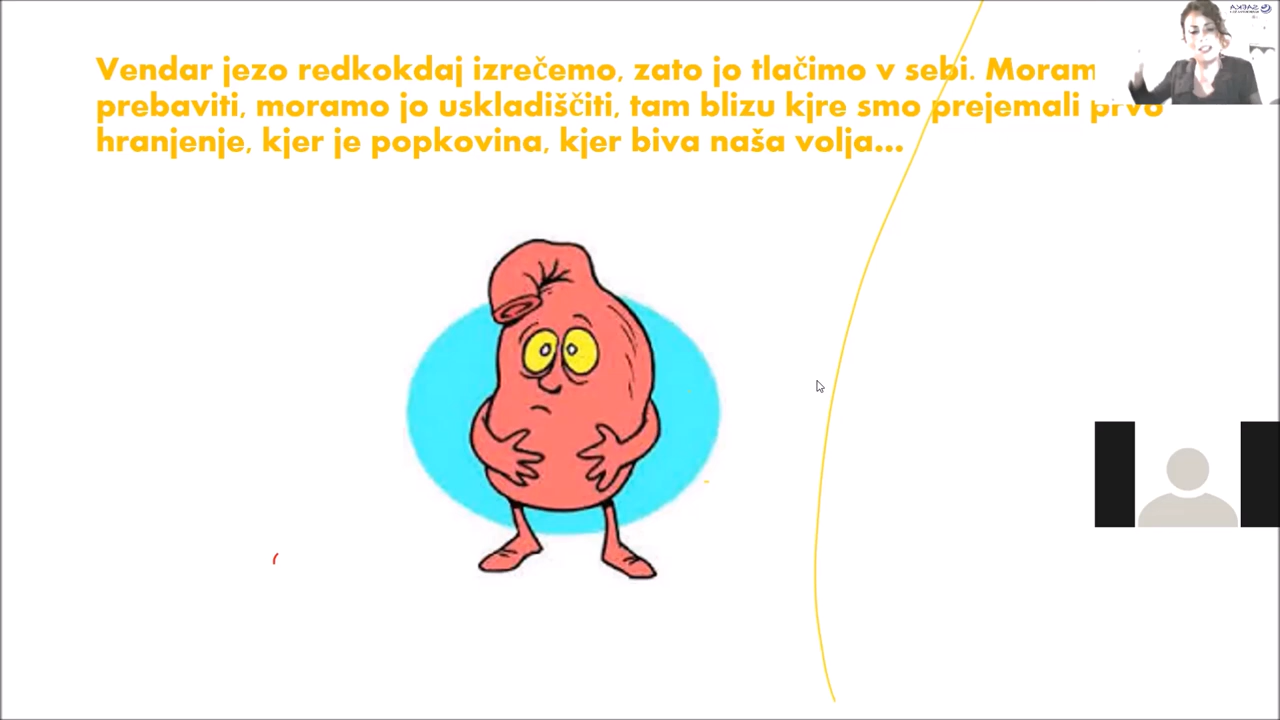 Vendar jezo redkokdaj izrečemo, zato jo tlačimo v sebi. Moram
prebaviti, moramo jo uskladiščiti, tam blizu kjre smo prejemali prvo
hranjenje, kjer je popkovina, kjer biva naša volja...